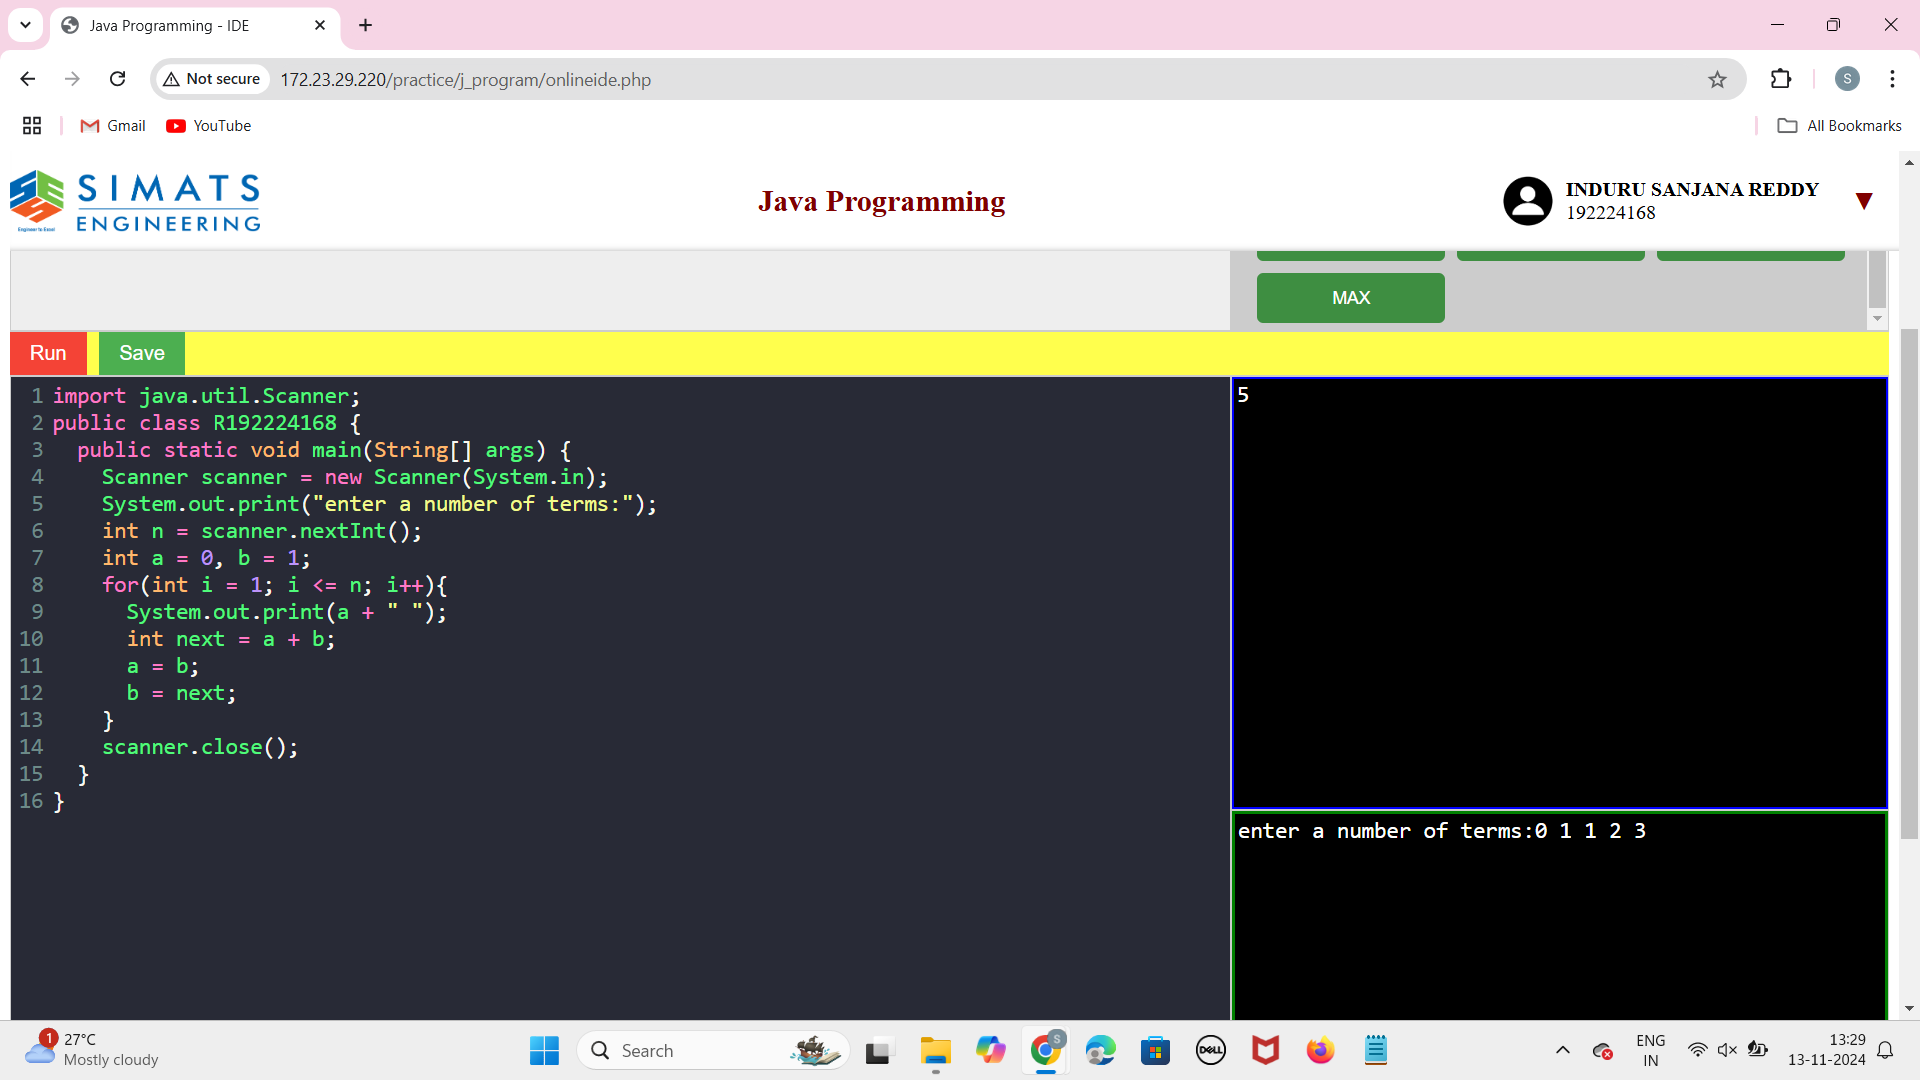 Java Programming - IDE
Not secure 172.23.29.220/practice/j_program/onlineide.php
S
Gmail YouTube All Bookmarks
SIMATS
ENGINEERING
Engineer to Excel
Java Programming
INDURU SANJANA REDDY
192224168
MAX
Run Save
1 import java.util.Scanner;
2 public class R192224168 {
3   public static void main(String[] args) {
4     Scanner scanner = new Scanner(System.in);
5     System.out.print("enter a number of terms:");
6     int n = scanner.nextInt();
7     int a = 0, b = 1;
8     for(int i = 1; i <= n; i++){
9       System.out.print(a + " ");
10       int next = a + b;
11       a = b;
12       b = next;
13     }
14     scanner.close();
15   }
16 }
5
enter a number of terms:0 1 1 2 3
1
27°C
Mostly cloudy
Search
S
DELL
ENG
IN
13:29
13-11-2024